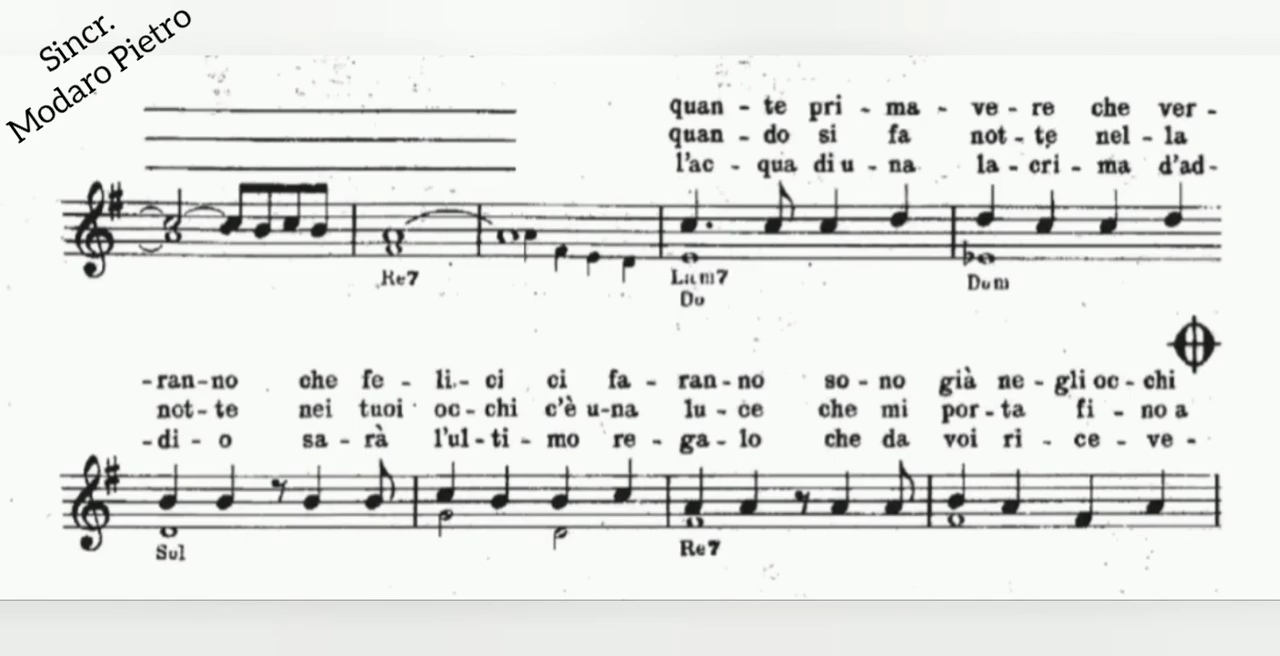 Sincr.
Modaro Pietro
quan - te pri - ma - ve - re che ver -
quan - do si fa not - te nel - la
l'ac - qua di u - na la - cri - ma d'ad -
Re7 Lam7 Dom
Do
- ran - no che fe - li - ci ci fa - ran - no so - no già ne - gli oc - chi
not - te nei tuoi oc - chi c'è u - na lu - ce che mi por - ta fi - no a
- di - o sa - rà l'ul - ti - mo re - ga - lo che da voi ri - ce - ve -
Sol Re7